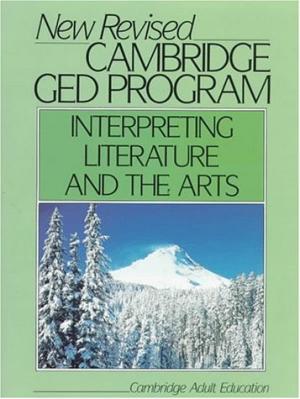 New Revised
CAMBRIDGE
GED PROGRAM
INTERPRETING
LITERATURE
AND THE ARTS
Cambridge Adult Education